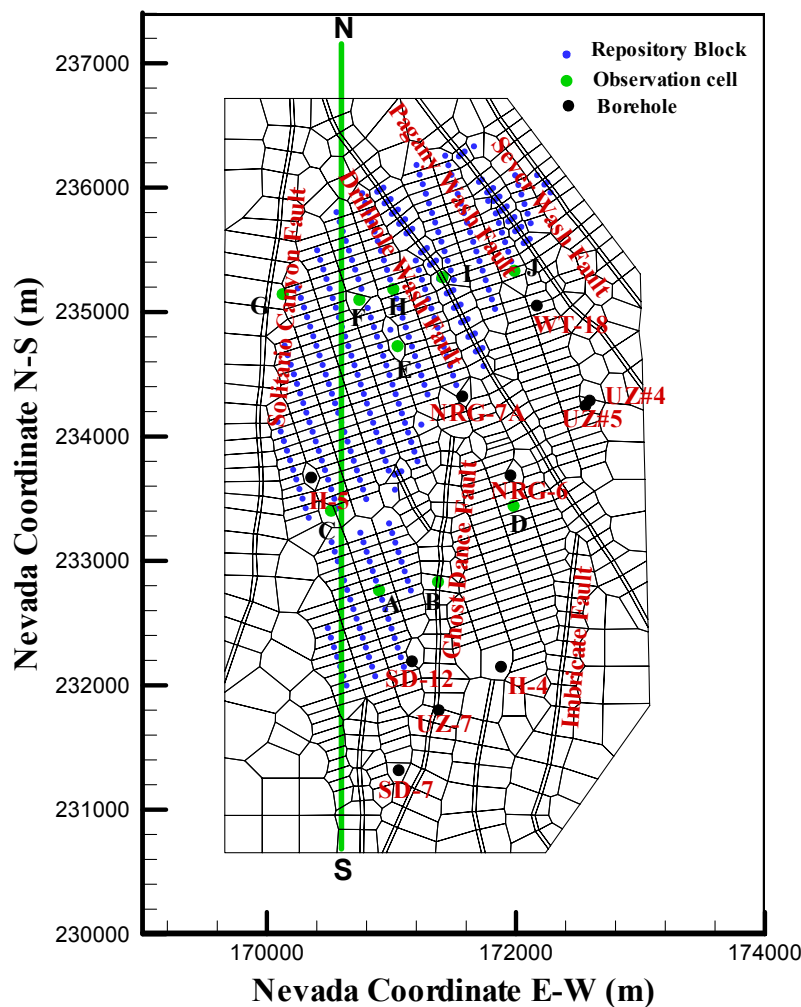 N
237000
Repository Block
Observation cell
Borehole
236000
Pagany Wash Fault
Sever Wash Fault
Drillhole Wash Fault
Solitario Canyon Fault
I
J
G
F
H
235000
WT-18
E
UZ#4
NRG-7A
UZ#5
234000
NRG-6
H-5
D
C
Ghost Dance Fault
233000
A
B
Imbricate Fault
SD-12
H-4
232000
UZ-7
SD-7
231000
S
230000
170000
172000
174000
Nevada Coordinate N-S (m)
Nevada Coordinate E-W (m)